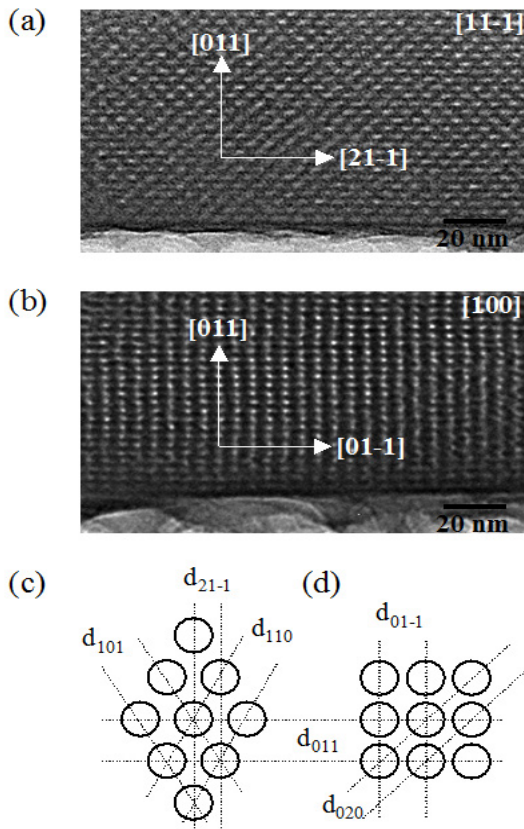 (a)
[11-1]
[011]
[21-1]
20 nm
(b)
[100]
[011]
[01-1]
20 nm
(c)
(d)
d21-1
d01-1
d101
d110
d011
d020